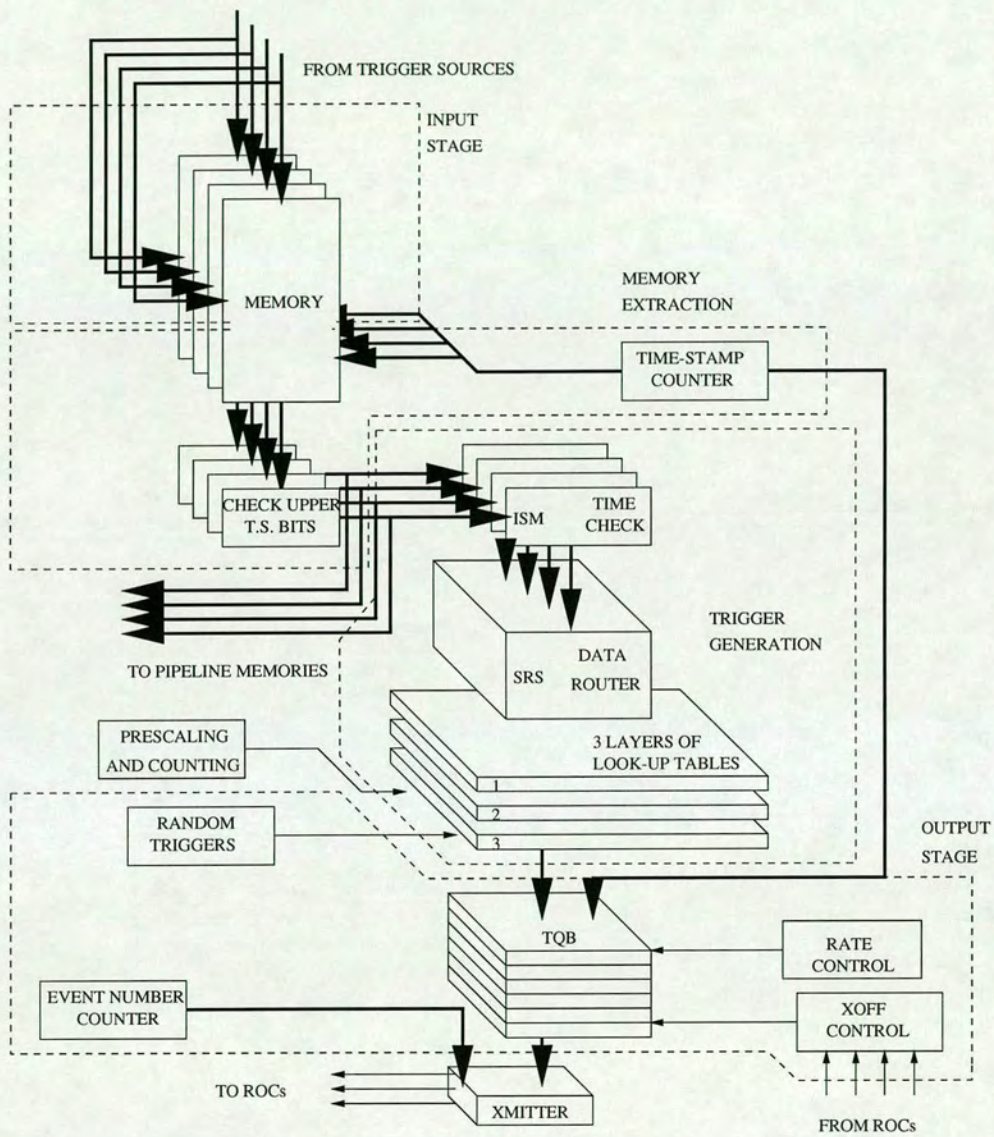 FROM TRIGGER SOURCES
INPUT
STAGE
MEMORY
MEMORY
EXTRACTION
TIME-STAMP
COUNTER
CHECK UPPER
T.S. BITS
ISM
TIME
CHECK
TO PIPELINE MEMORIES
SRS
DATA
ROUTER
TRIGGER
GENERATION
PRESCALING
AND COUNTING
3 LAYERS OF
LOOK-UP TABLES
1
2
3
RANDOM
TRIGGERS
OUTPUT
STAGE
TQB
RATE
CONTROL
EVENT NUMBER
COUNTER
XOFF
CONTROL
TO ROCs
XMITTER
FROM ROCs